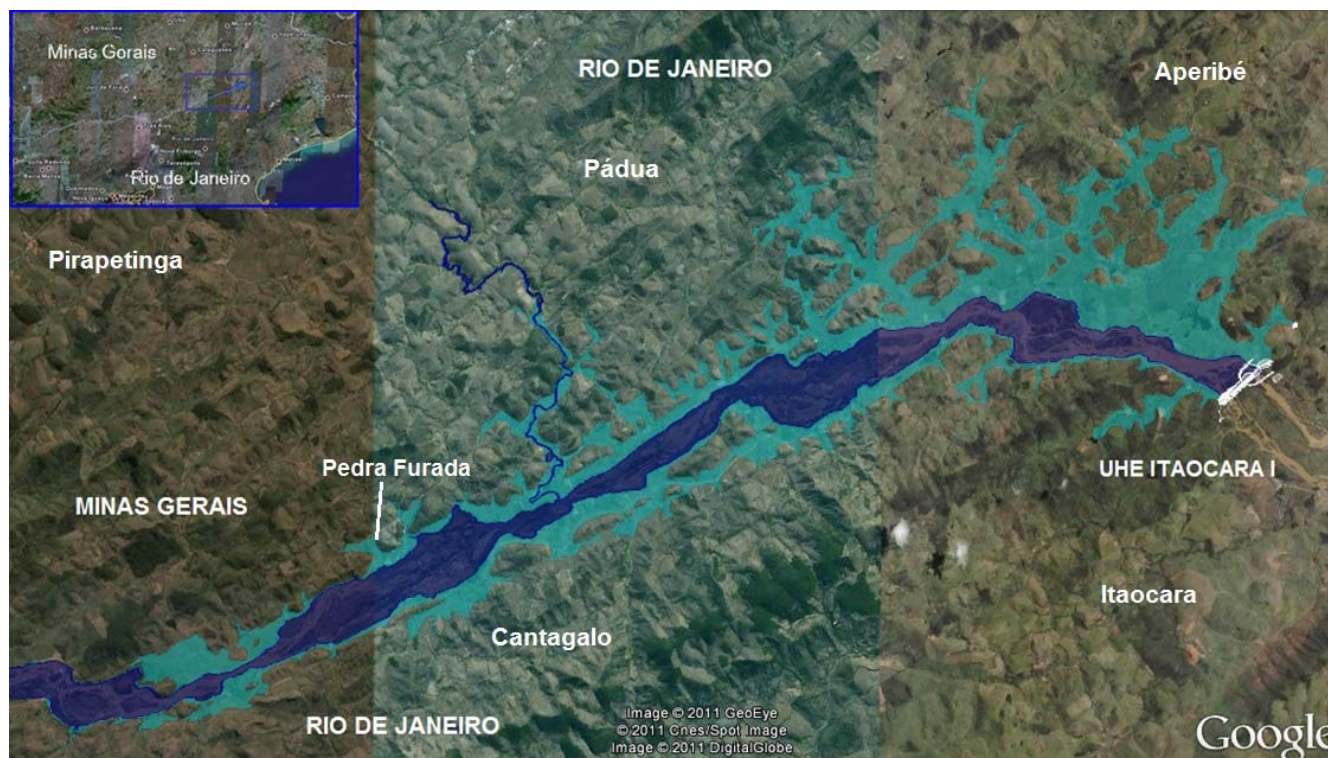 Minas Gorais
Rio de Janeiro
RIO DE JANEIRO
Aperibé
Pádua
Pirapetinga
Pedra Furada
MINAS GERAIS
UHE ITAOCARA I
Itaocara
Cantagalo
RIO DE JANEIRO
Image © 2011 GeoEye
© 2011 Cnes/Spot Image
Image © 2011 DigitalGlobe
Google